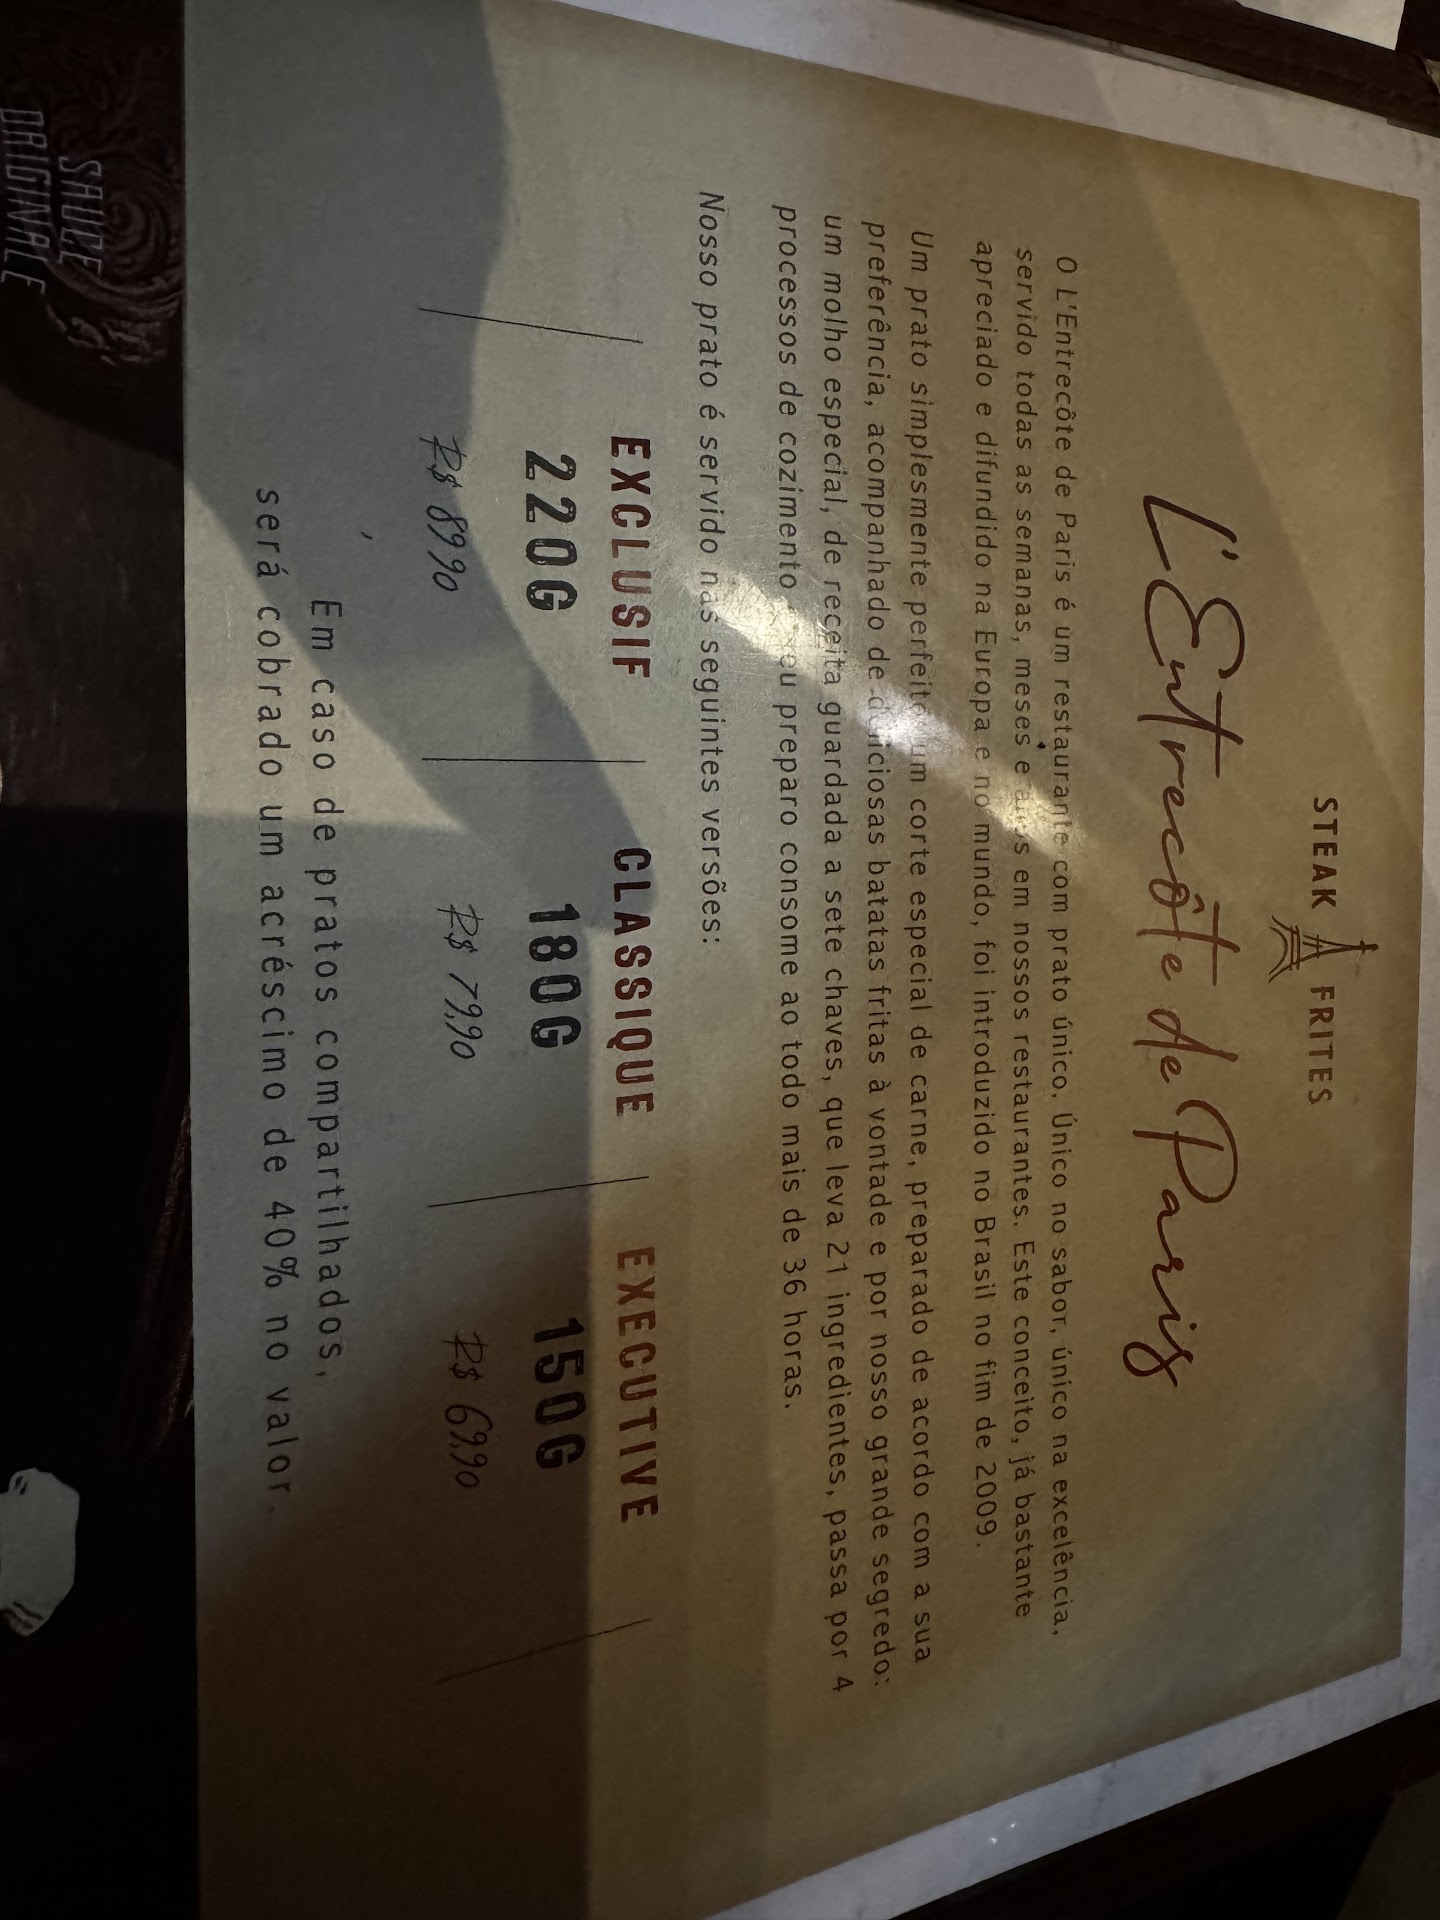 STEAK FRITES
L'Entrecôte de Paris
O L'Entrecôte de Paris é um restaurante com prato único. Único no sabor, único na excelência,
servido todas as semanas, meses e anos em nossos restaurantes. Este conceito, já bastante
apreciado e difundido na Europa e no mundo, foi introduzido no Brasil no fim de 2009.
Um prato simplesmente perfeito: um corte especial de carne, preparado de acordo com a sua
preferência, acompanhado de deliciosas batatas fritas à vontade e por nosso grande segredo:
um molho especial, de receita guardada a sete chaves, que leva 21 ingredientes, passa por 4
processos de cozimento e seu preparo consome ao todo mais de 36 horas.
Nosso prato é servido nas seguintes versões:
EXCLUSIF CLASSIQUE EXECUTIVE
220G 180G 150G
R$ 89,90 R$ 79,90 R$ 69,90
Em caso de pratos compartilhados,
será cobrado um acréscimo de 40% no valor.
ORIGINALE